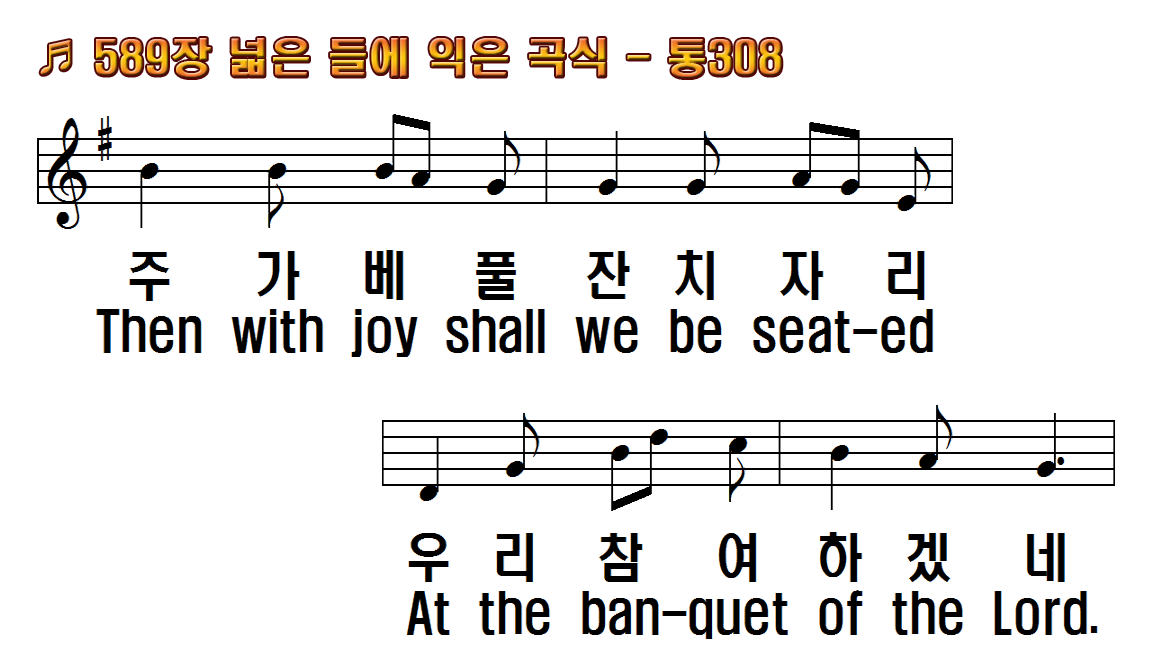 ♬ 589장 넓은 들에 익은 곡식 - 통308
주 가 베 풀 잔 치 자 리
Then with joy shall we be seat-ed
우 리 참 여 하 겠 네
At the ban-quet of the Lord.